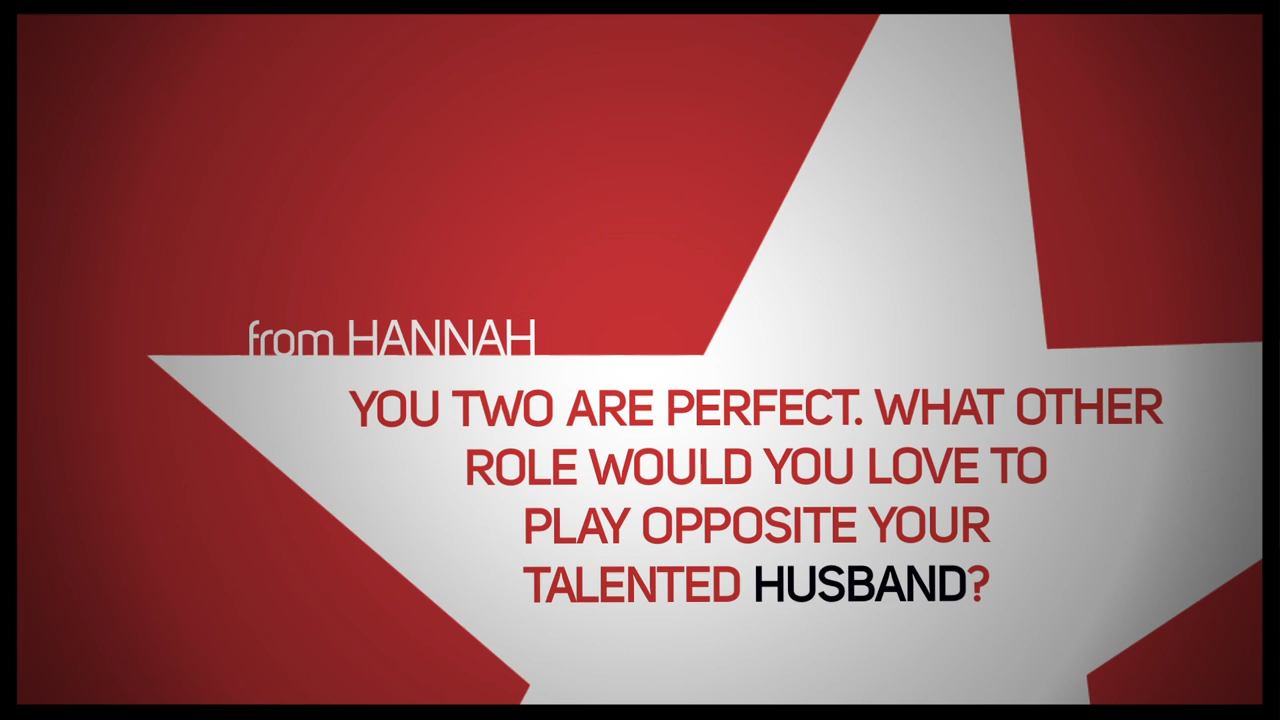 from HANNAH
YOU TWO ARE PERFECT. WHAT OTHER
ROLE WOULD YOU LOVE TO
PLAY OPPOSITE YOUR
TALENTED HUSBAND?